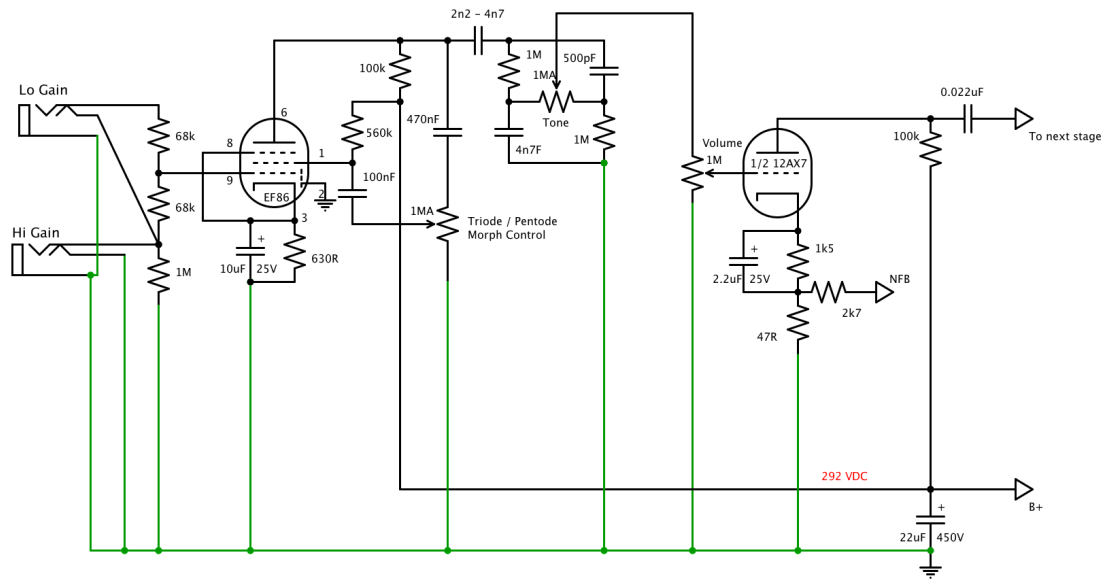 2n2 – 4n7
1M
500pF
100k
1MA
Lo Gain
6
0.022uF
470nF
Tone
68k
560k
1M
Volume
100k
To next stage
8
1
4n7F
1M
1/2 12AX7
9
100nF
EF86
2
68k
3
1MA
Triode / Pentode
Morph Control
Hi Gain
+
630R
+
1k5
1M
10uF
25V
2.2uF
25V
NFB
2k7
47R
292 VDC
B+
+
22uF
450V